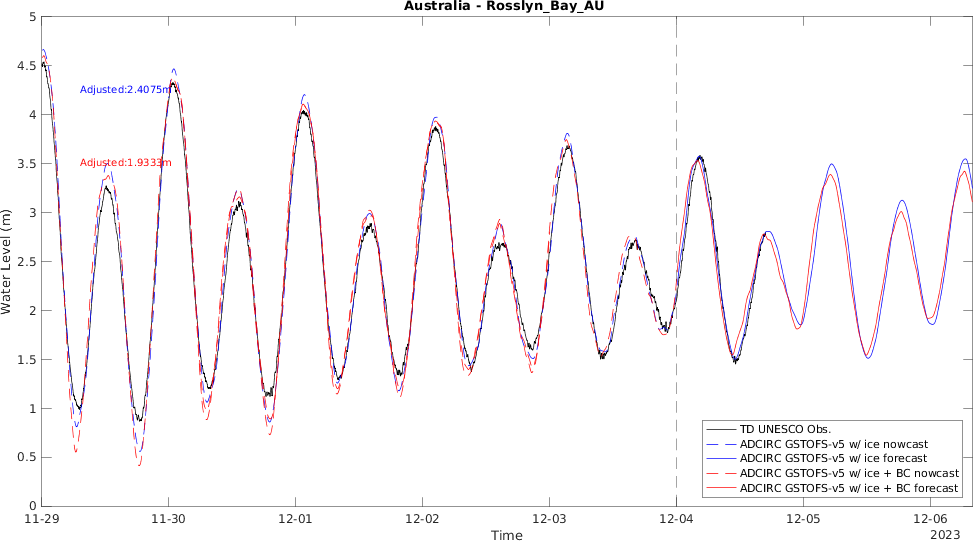 Australia - Rosslyn_Bay_AU
5
4.5
4
3.5
3
2.5
2
1.5
1
0.5
0
Water Level (m)
Adjusted:2.4075m
Adjusted:1.9333m
TD UNESCO Obs.
ADCIRC GSTOFS-v5 w/ ice nowcast
ADCIRC GSTOFS-v5 w/ ice forecast
ADCIRC GSTOFS-v5 w/ ice + BC nowcast
ADCIRC GSTOFS-v5 w/ ice + BC forecast
11-29 11-30 12-01 12-02 12-03 12-04 12-05 12-06
Time
2023